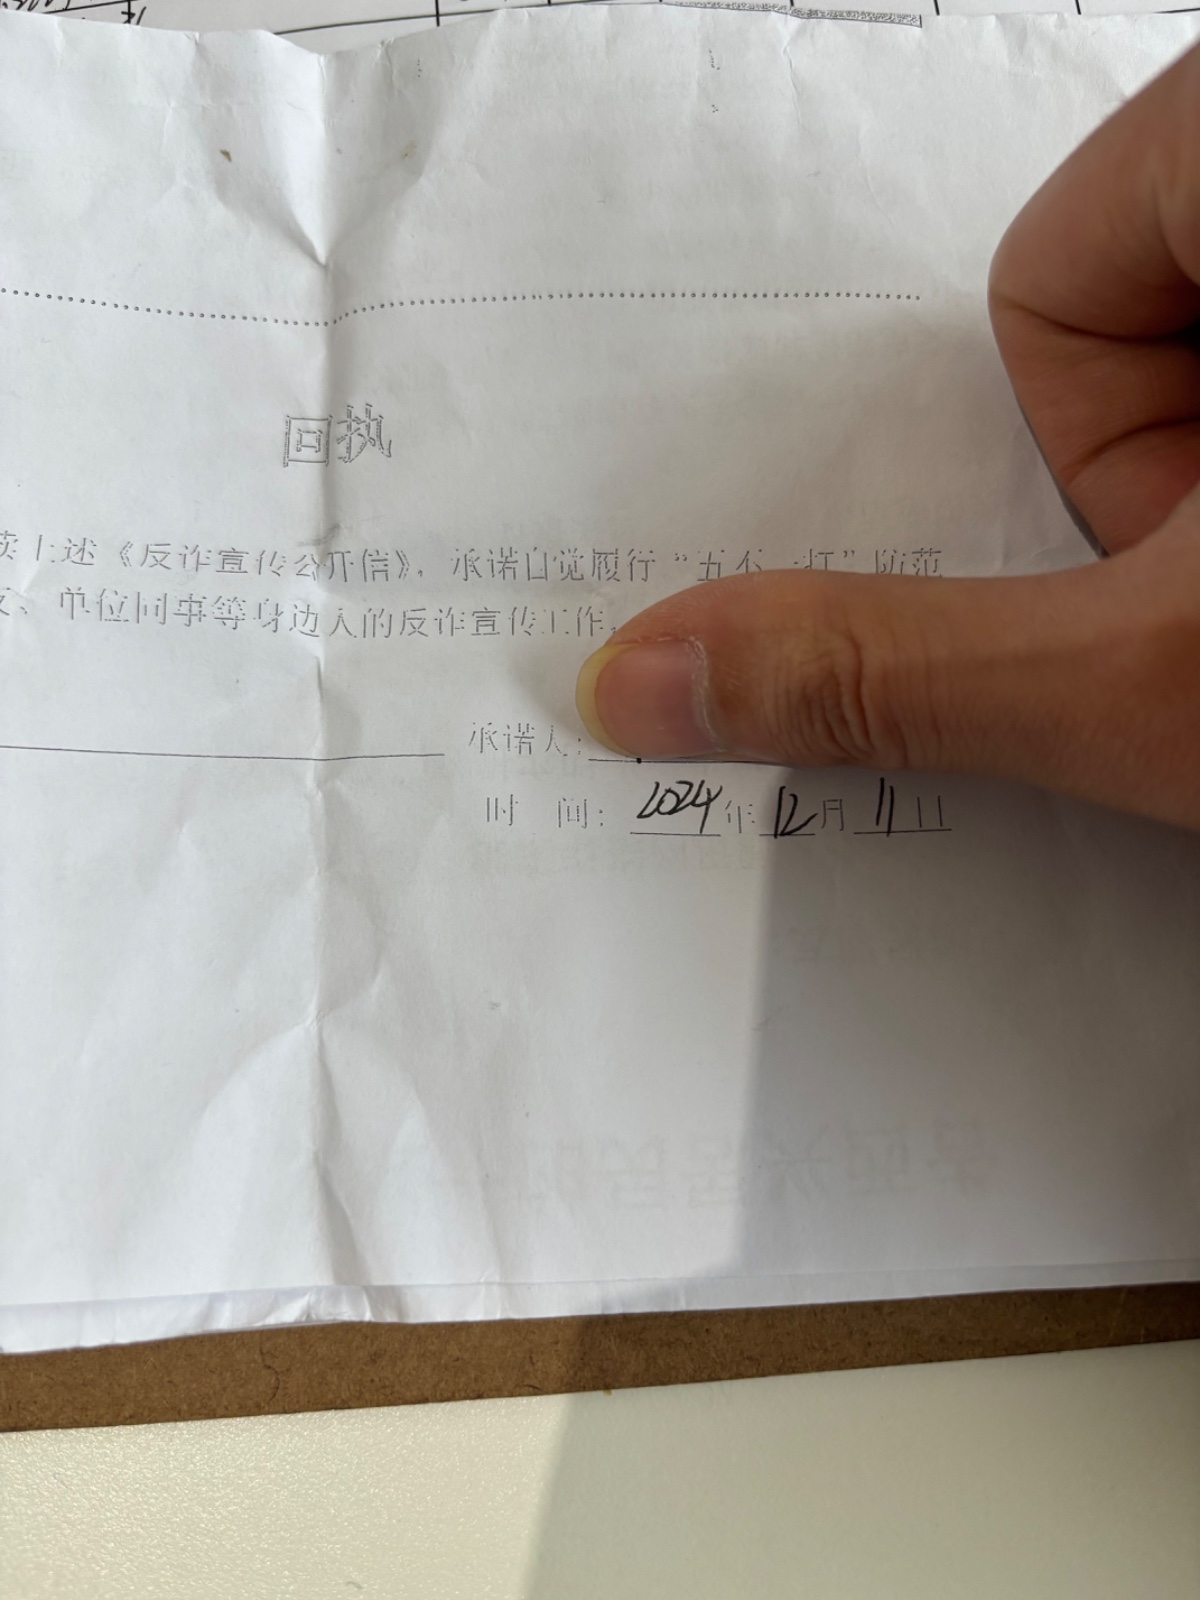 回执
读上述《反诈宣传公开信》，承诺自觉履行“五不一打”防范
、单位同事等身边人的反诈宣传工作。
承诺人：
时 间：2024年12月11日